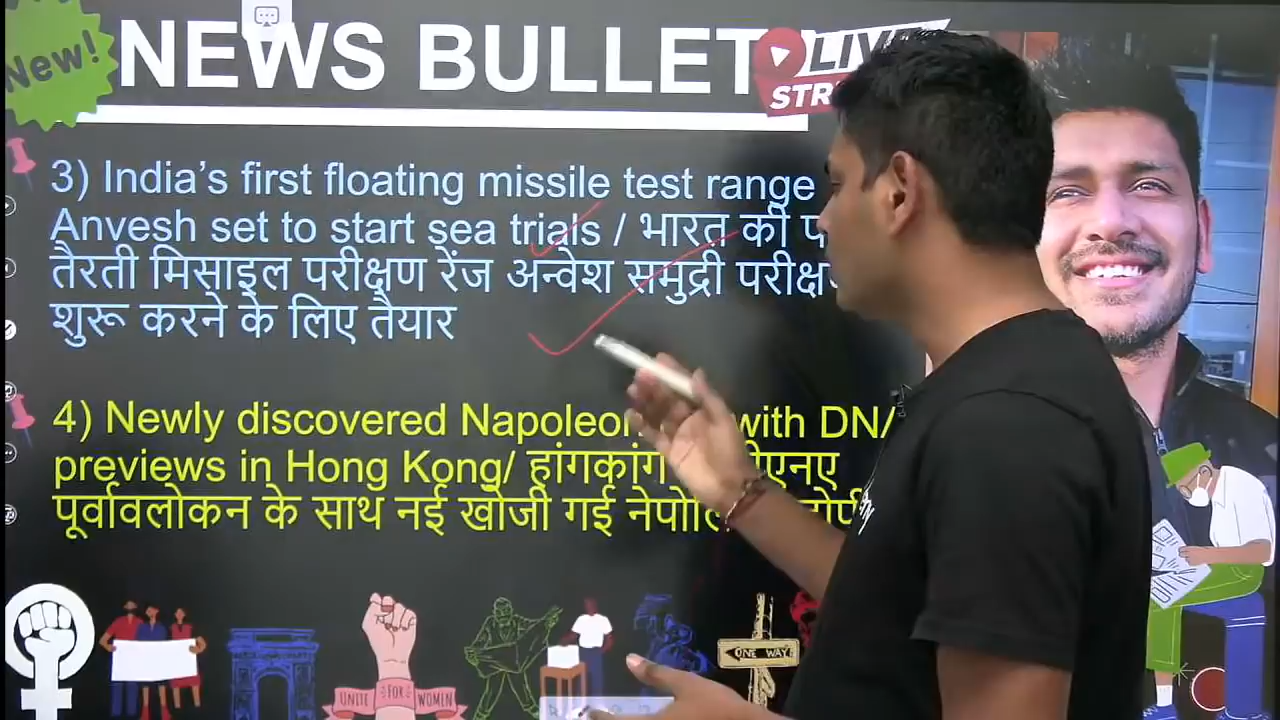 New!
NEWS BULLET
LIVE
3) India's first floating missile test range
Anvesh set to start sea trials / भारत की
तैरती मिसाइल परीक्षण रेंज अन्वेश समुद्री
शुरू करने के लिए तैयार
4) Newly discovered Napoleon with
previews in Hong Kong/ हांगकांग
पूर्वावलोकन के साथ नई खोजी गई
ONE WAY
UNITE FOR WOMEN